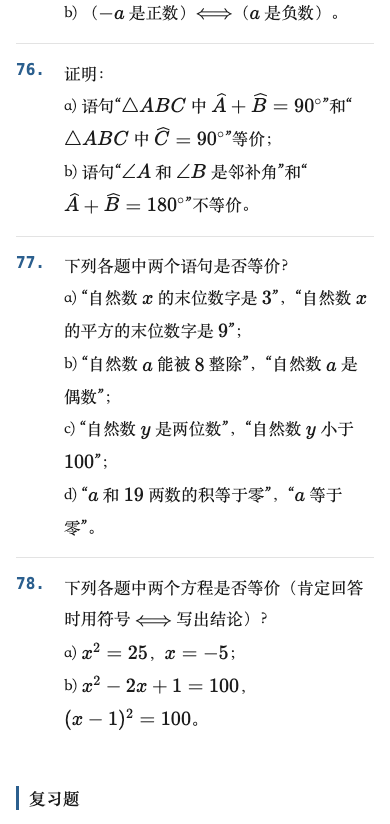 b)（−a 是正数）⟺（a 是负数）。
76. 证明：
a) 语句“△ABC 中 Â + B̂ = 90°”和“
△ABC 中 Ĉ = 90°”等价；
b) 语句“∠A 和 ∠B 是邻补角”和“
Â + B̂ = 180°”不等价。
77. 下列各题中两个语句是否等价?
a) “自然数 x 的末位数字是 3”，“自然数 x
的平方的末位数字是 9”；
b) “自然数 a 能被 8 整除”，“自然数 a 是
偶数”；
c) “自然数 y 是两位数”，“自然数 y 小于
100”；
d) “a 和 19 两数的积等于零”，“a 等于
零”。
78. 下列各题中两个方程是否等价（肯定回答
时用符号 ⟺ 写出结论）?
a) x² = 25，x = −5；
b) x² − 2x + 1 = 100，
(x − 1)² = 100。
复习题